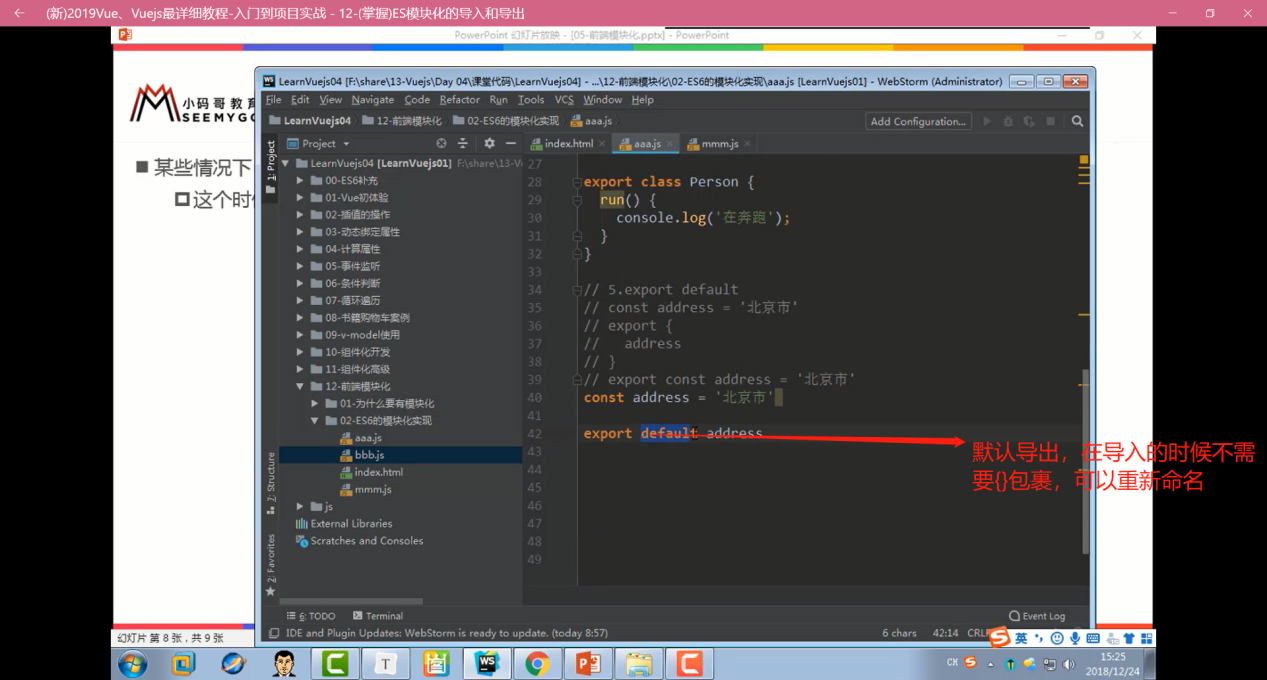 (新)2019Vue、Vuejs最详细教程-入门到项目实战 - 12-(掌握)ES模块化的导入和导出
PowerPoint 幻灯片放映 - [05-前端模块化.pptx] - PowerPoint
小码哥教育
SEEMYGO
某些情况下
这个时
LearnVuejs04 [F:\share\13-Vuejs\Day 04\课堂代码\LearnVuejs04] - ...\12-前端模块化\02-ES6的模块化实现\aaa.js [LearnVuejs01] - WebStorm (Administrator)
File Edit View Navigate Code Refactor Run Tools VCS Window Help
LearnVuejs04 12-前端模块化 02-ES6的模块化实现 aaa.js Add Configuration...
1: Project
Project
index.html aaa.js mmm.js
LearnVuejs04 [LearnVuejs01] F:\share\13-V
00-ES6补充
01-Vue初体验
02-插值的操作
03-动态绑定属性
04-计算属性
05-事件监听
06-条件判断
07-循环遍历
08-书籍购物车案例
09-v-model使用
10-组件化开发
11-组件化高级
12-前端模块化
01-为什么要有模块化
02-ES6的模块化实现
aaa.js
bbb.js
index.html
mmm.js
js
External Libraries
Scratches and Consoles
Z: Structure
2: Favorites
27
28 export class Person {
29 run() {
30 console.log('在奔跑');
31 }
32 }
33
34 // 5.export default
35 // const address = '北京市'
36 // export {
37 // address
38 // }
39 // export const address = '北京市'
40 const address = '北京市'
41
42 export default address
43
44
45
46
47
48
49
默认导出，在导入的时候不需
要{}包裹，可以重新命名
6: TODO Terminal Event Log
IDE and Plugin Updates: WebStorm is ready to update. (today 8:57) 6 chars 42:14 CRL
幻灯片 第 8 张，共 9 张
英
CH
15:25
2018/12/24